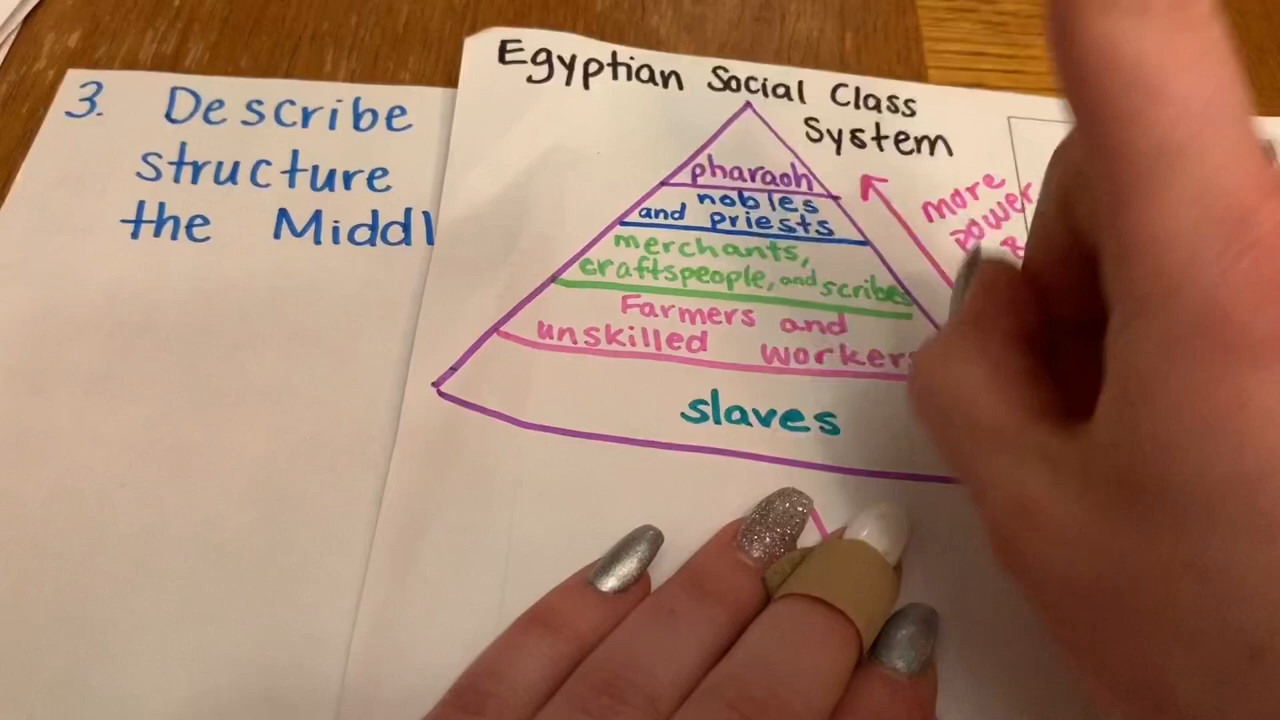 3. Describe
structure
the Middl
Egyptian Social Class
System
pharaoh
nobles
and priests
merchants,
craftspeople, and scribes
Farmers and
unskilled workers
slaves
more
power